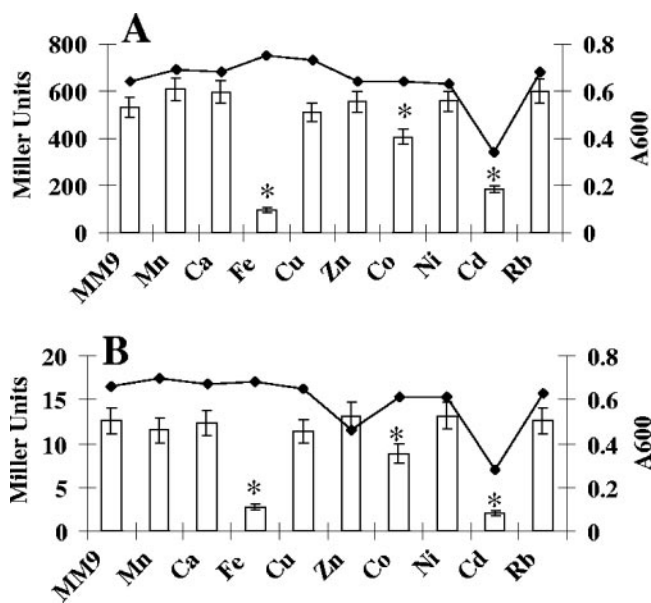 A
800 0.8
600 0.6
400 0.4
200 0.2
0 0
Miller Units
A600
* * *
MM9 Mn Ca Fe Cu Zn Co Ni Cd Rb
B
20 0.8
15 0.6
10 0.4
5 0.2
0 0
Miller Units
A600
* * *
MM9 Mn Ca Fe Cu Zn Co Ni Cd Rb